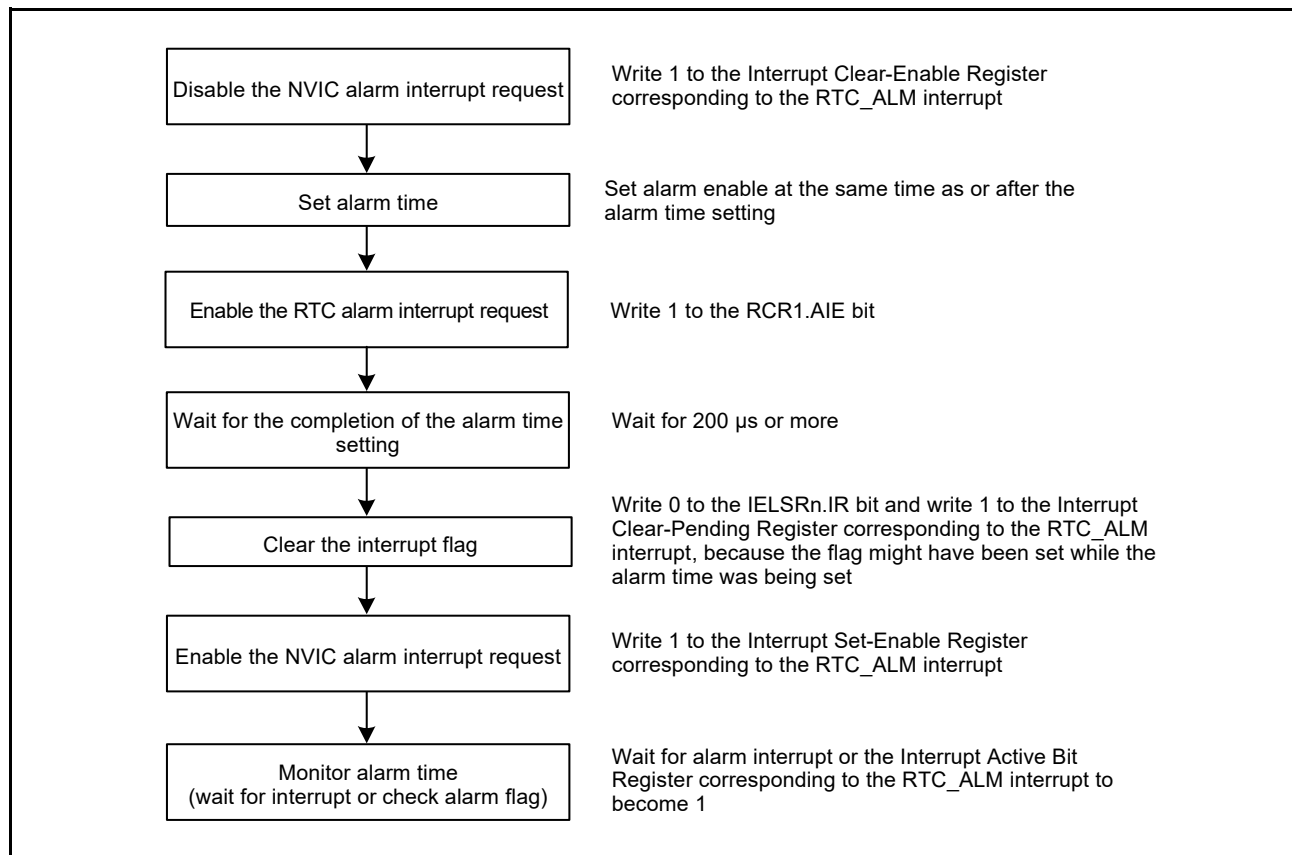 Disable the NVIC alarm interrupt request
Write 1 to the Interrupt Clear-Enable Register
corresponding to the RTC_ALM interrupt
Set alarm time
Set alarm enable at the same time as or after the
alarm time setting
Enable the RTC alarm interrupt request
Write 1 to the RCR1.AIE bit
Wait for the completion of the alarm time
setting
Wait for 200 µs or more
Clear the interrupt flag
Write 0 to the IELSRn.IR bit and write 1 to the Interrupt
Clear-Pending Register corresponding to the RTC_ALM
interrupt, because the flag might have been set while the
alarm time was being set
Enable the NVIC alarm interrupt request
Write 1 to the Interrupt Set-Enable Register
corresponding to the RTC_ALM interrupt
Monitor alarm time
(wait for interrupt or check alarm flag)
Wait for alarm interrupt or the Interrupt Active Bit
Register corresponding to the RTC_ALM interrupt to
become 1